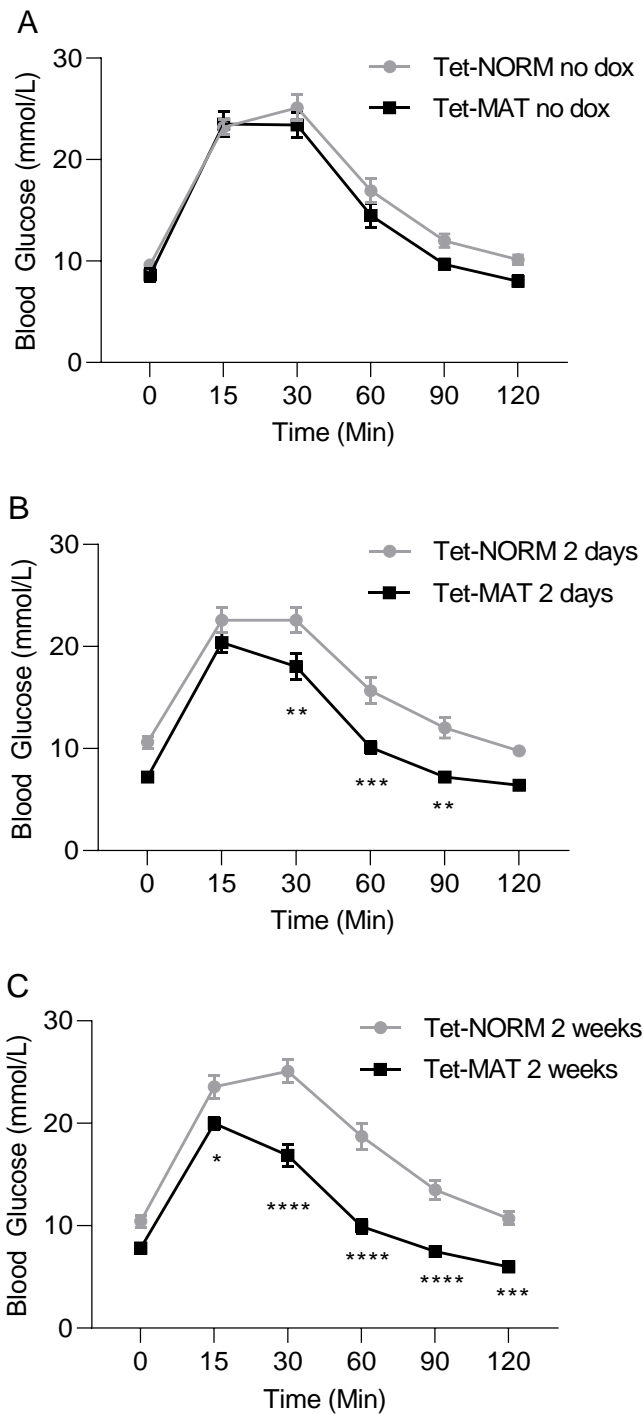 A
Tet-NORM no dox
Tet-MAT no dox
Blood Glucose (mmol/L)
30
20
10
0
0 15 30 60 90 120
Time (Min)
B
Tet-NORM 2 days
Tet-MAT 2 days
Blood Glucose (mmol/L)
30
20
10
0
** *** **
0 15 30 60 90 120
Time (Min)
C
Tet-NORM 2 weeks
Tet-MAT 2 weeks
Blood Glucose (mmol/L)
30
20
10
0
* **** **** **** ***
0 15 30 60 90 120
Time (Min)